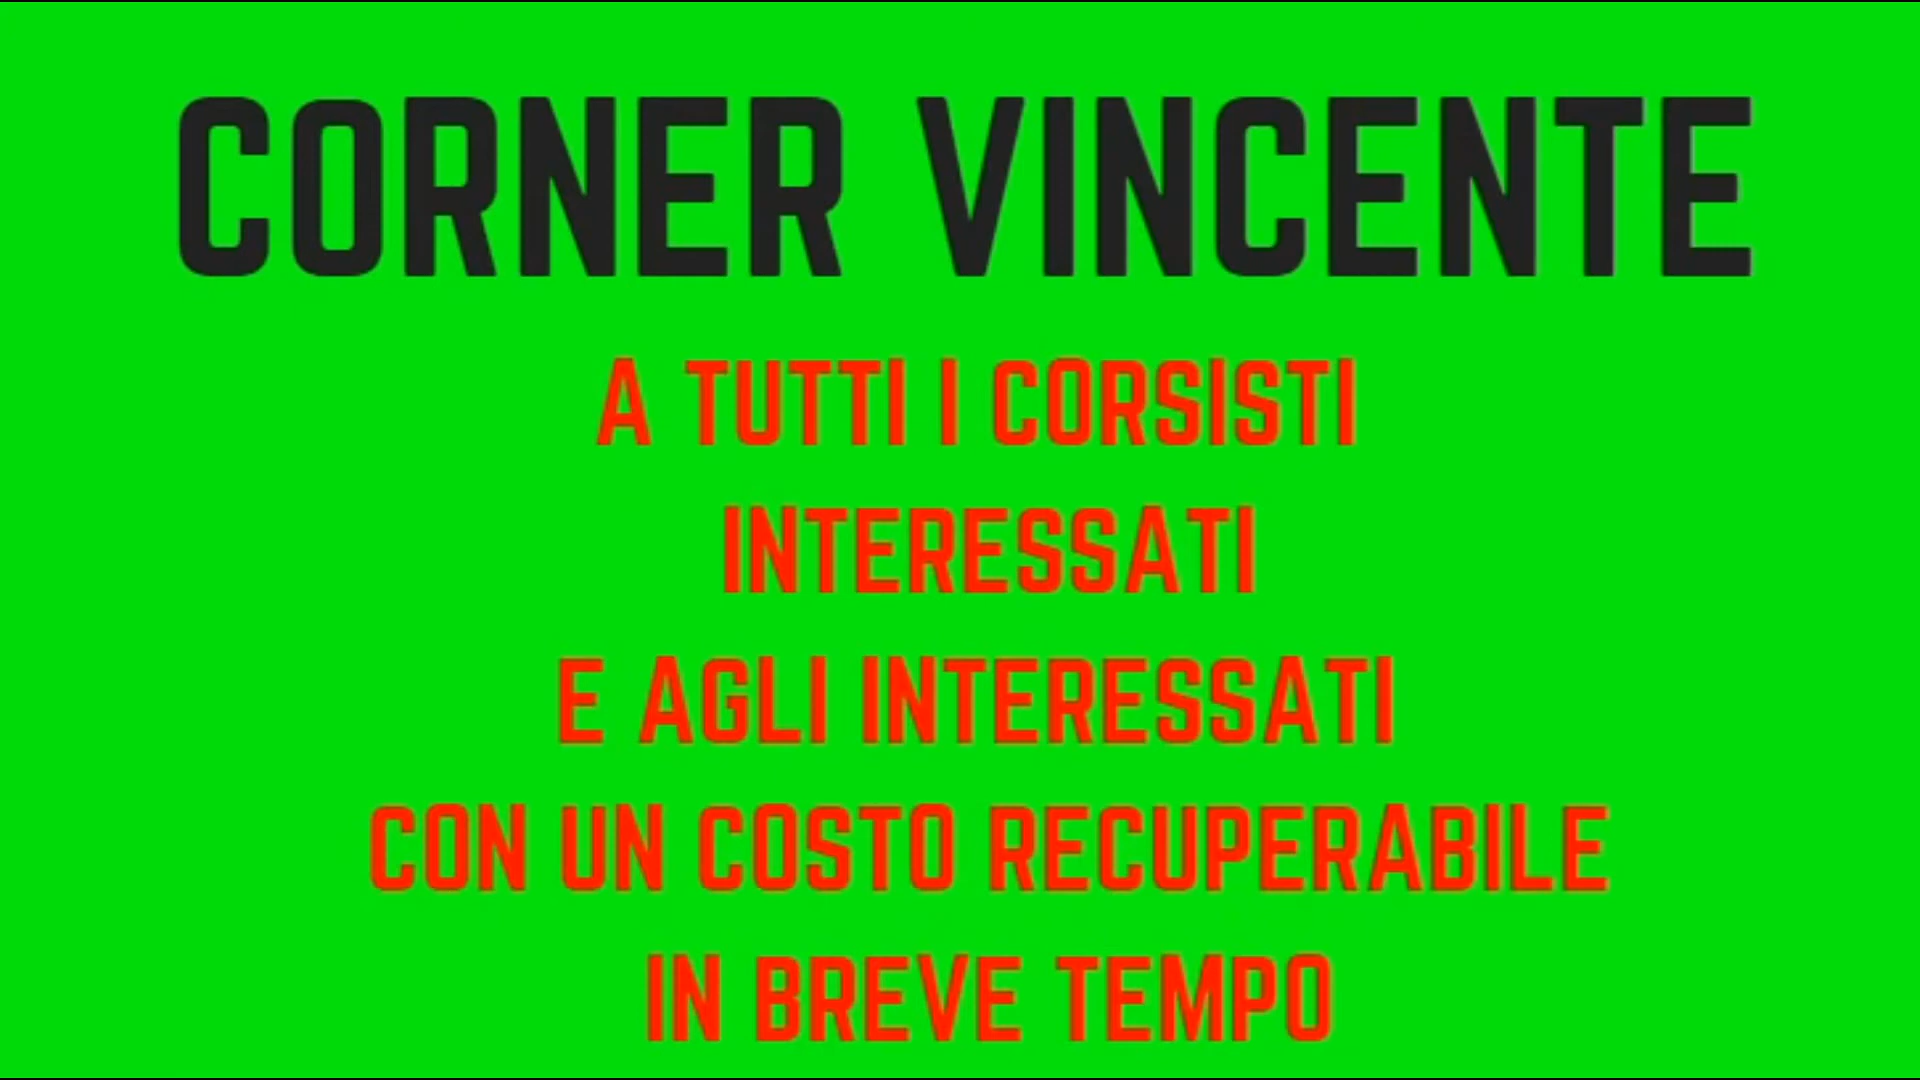 CORNER VINCENTE
A TUTTI I CORSISTI
INTERESSATI
E AGLI INTERESSATI
CON UN COSTO RECUPERABILE
IN BREVE TEMPO